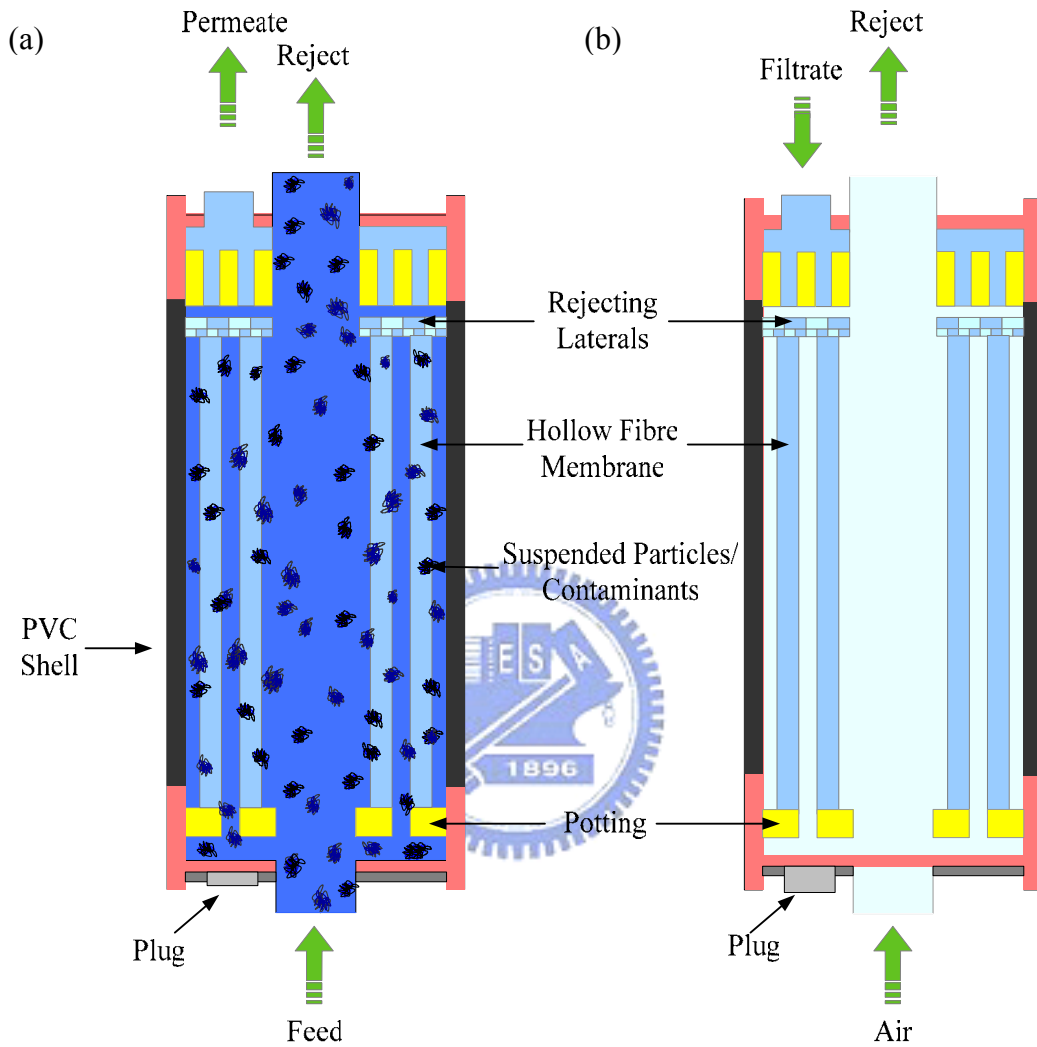 (a)
Permeate
Reject
(b)
Reject
Filtrate
Rejecting
Laterals
Hollow Fibre
Membrane
Suspended Particles/
Contaminants
PVC
Shell
E S A
1896
Potting
Plug
Plug
Feed
Air